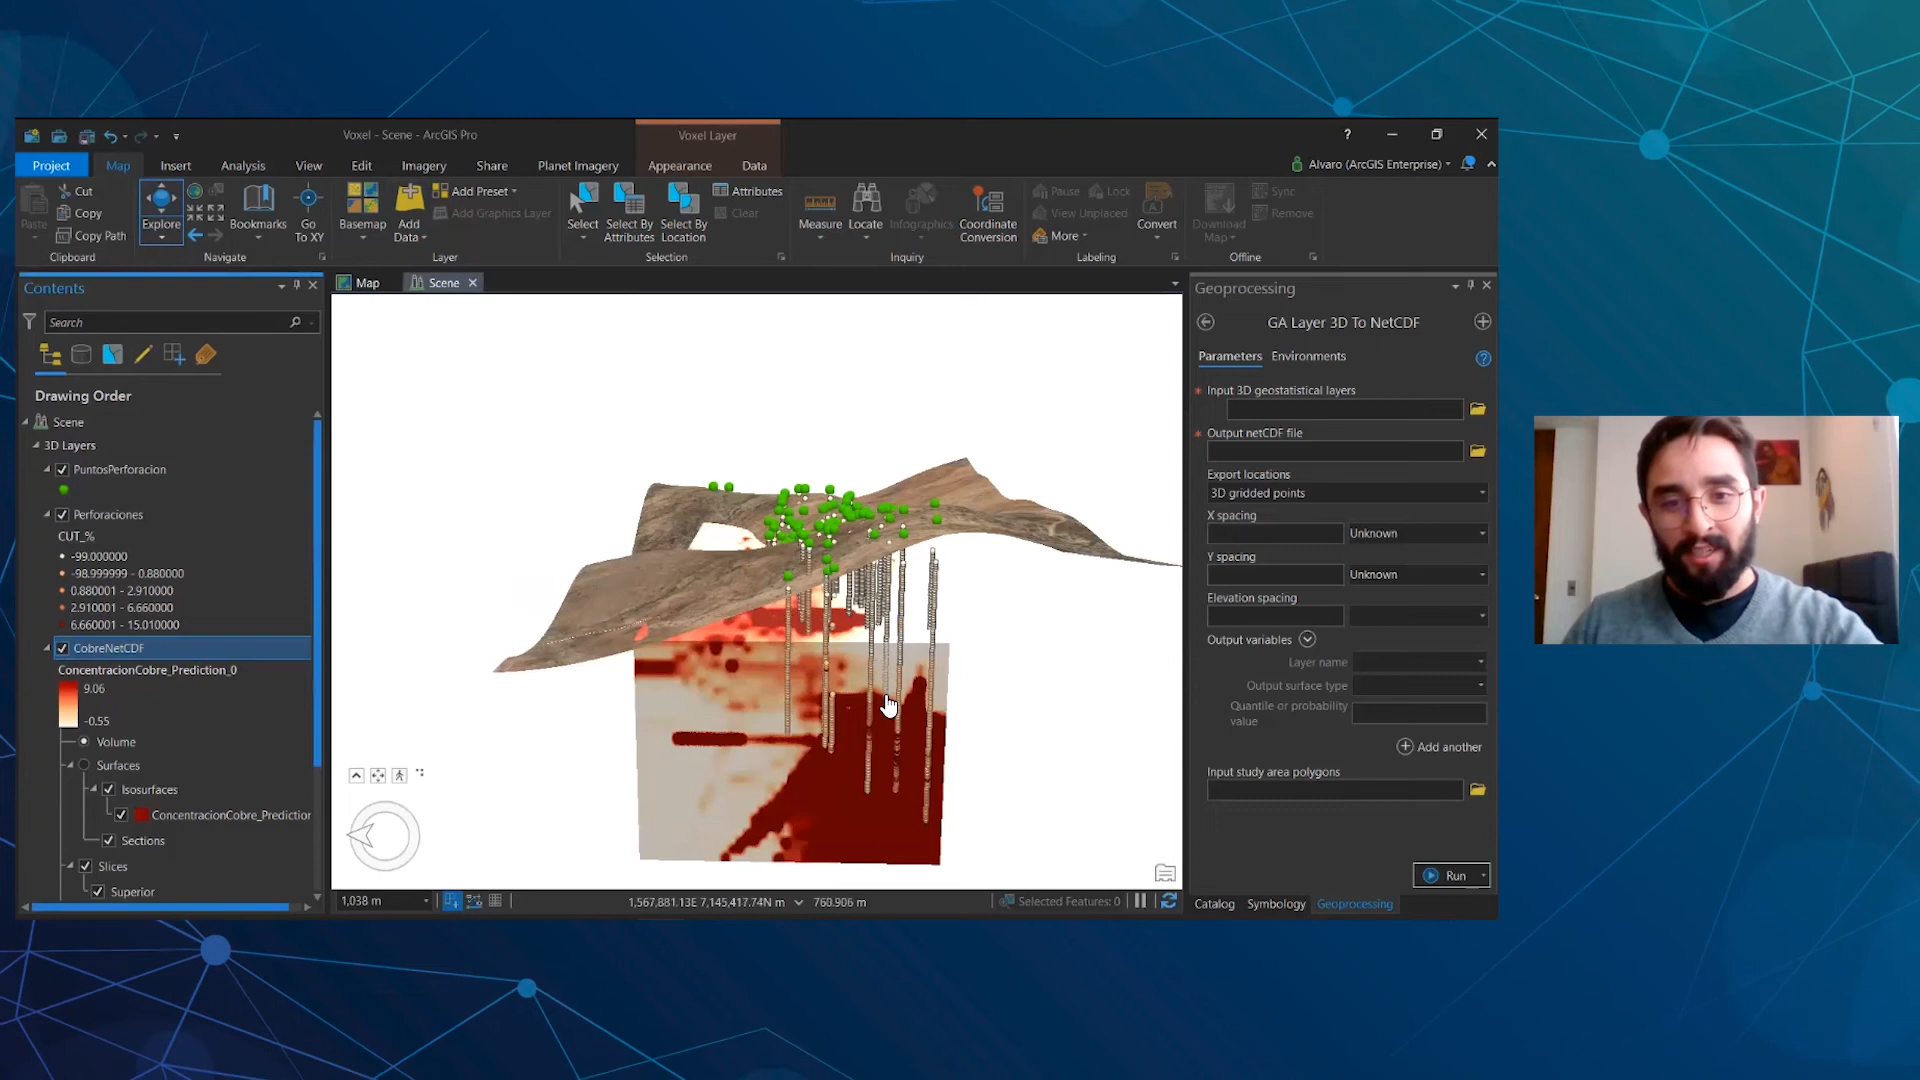 Voxel - Scene - ArcGIS Pro
Voxel Layer
?
Project
Map
Insert
Analysis
View
Edit
Imagery
Share
Planet Imagery
Appearance
Data
Alvaro (ArcGIS Enterprise)
Paste
Cut
Copy
Copy Path
Clipboard
Explore
Bookmarks
Go
To XY
Navigate
Basemap
Add
Data
Add Preset
Add Graphics Layer
Layer
Select
Select By
Attributes
Select By
Location
Attributes
Clear
Selection
Measure
Locate
Infographics
Coordinate
Conversion
Inquiry
Pause
Lock
View Unplaced
More
Convert
Labeling
Download
Map
Sync
Remove
Offline
Contents
Search
Drawing Order
Scene
3D Layers
PuntosPerforacion
Perforaciones
CUT_%
-99.000000
-98.999999 - 0.880000
0.880001 - 2.910000
2.910001 - 6.660000
6.660001 - 15.010000
CobreNetCDF
ConcentracionCobre_Prediction_0
9.06
-0.55
Volume
Surfaces
Isosurfaces
ConcentracionCobre_Prediction
Sections
Slices
Superior
Map
Scene
1,038 m
1,567,881.13E 7,145,417.74N m
760.906 m
Selected Features: 0
Geoprocessing
GA Layer 3D To NetCDF
Parameters
Environments
?
* Input 3D geostatistical layers
* Output netCDF file
Export locations
3D gridded points
X spacing
Unknown
Y spacing
Unknown
Elevation spacing
Output variables
Layer name
Output surface type
Quantile or probability
value
Add another
Input study area polygons
Run
Catalog
Symbology
Geoprocessing